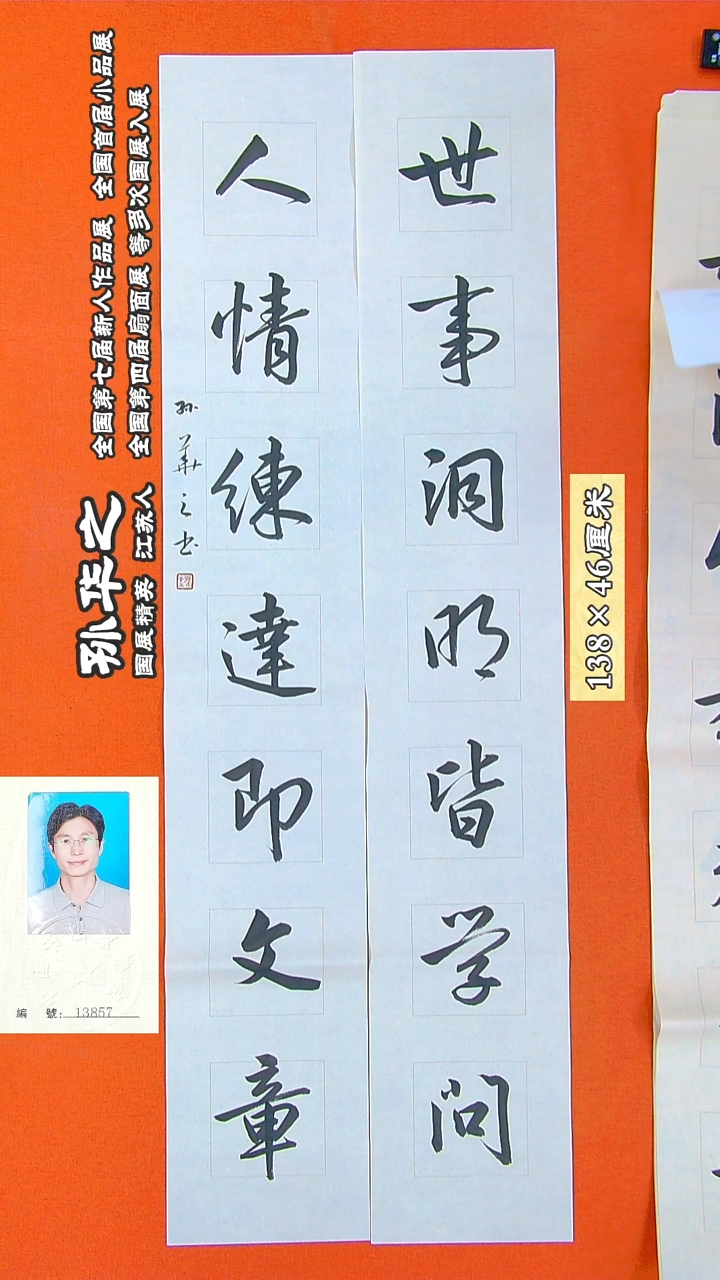 世事洞明皆学问
人情練達即文章
孙華之书
孙华之
国展精英 江苏人
全国第七届新人作品展 全国首届小品展
全国第四届扇面展 等多次国展入展
138×46厘米
編 號: 13857